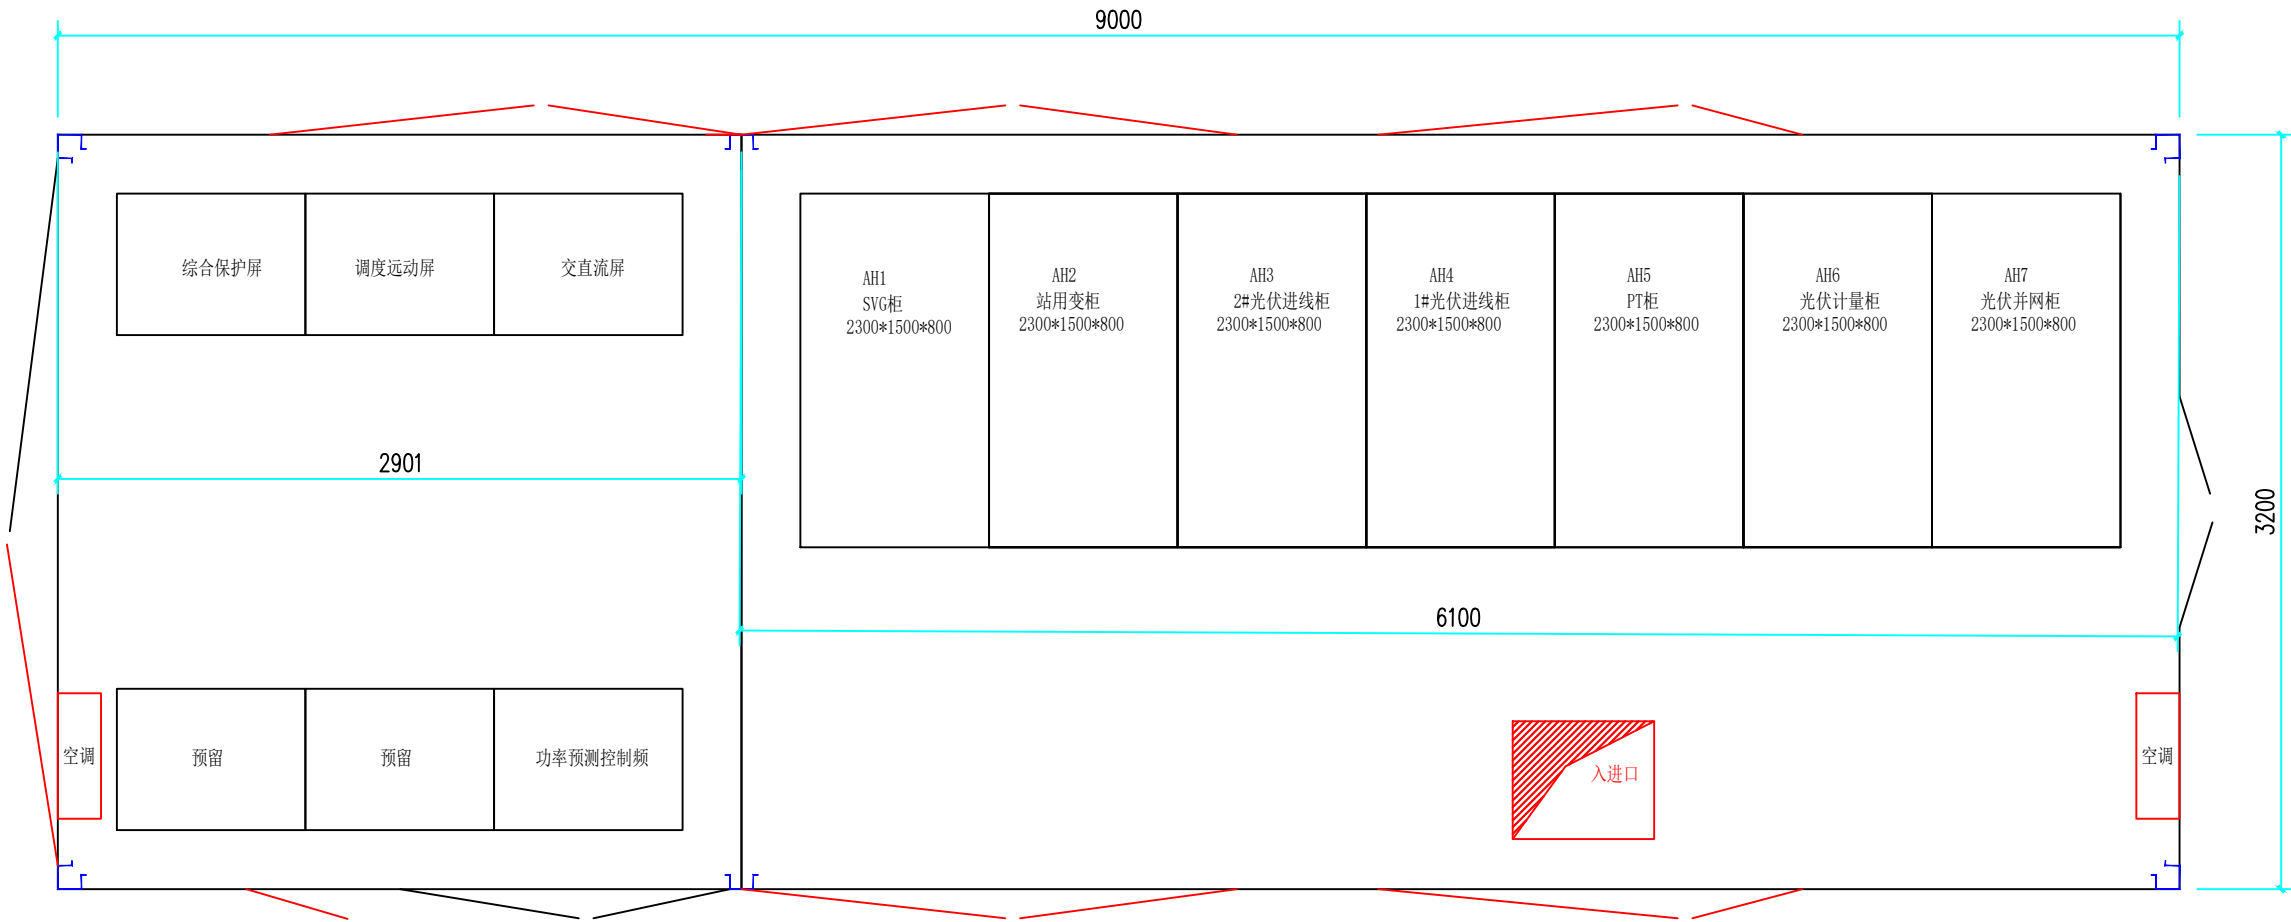 9000
综合保护屏
调度远动屏
交直流屏
AH1
SVG柜
2300*1500*800
AH2
站用变柜
2300*1500*800
AH3
2#光伏进线柜
2300*1500*800
AH4
1#光伏进线柜
2300*1500*800
AH5
PT柜
2300*1500*800
AH6
光伏计量柜
2300*1500*800
AH7
光伏并网柜
2300*1500*800
2901
3200
6100
空调
预留
预留
功率预测控制频
入进口
空调